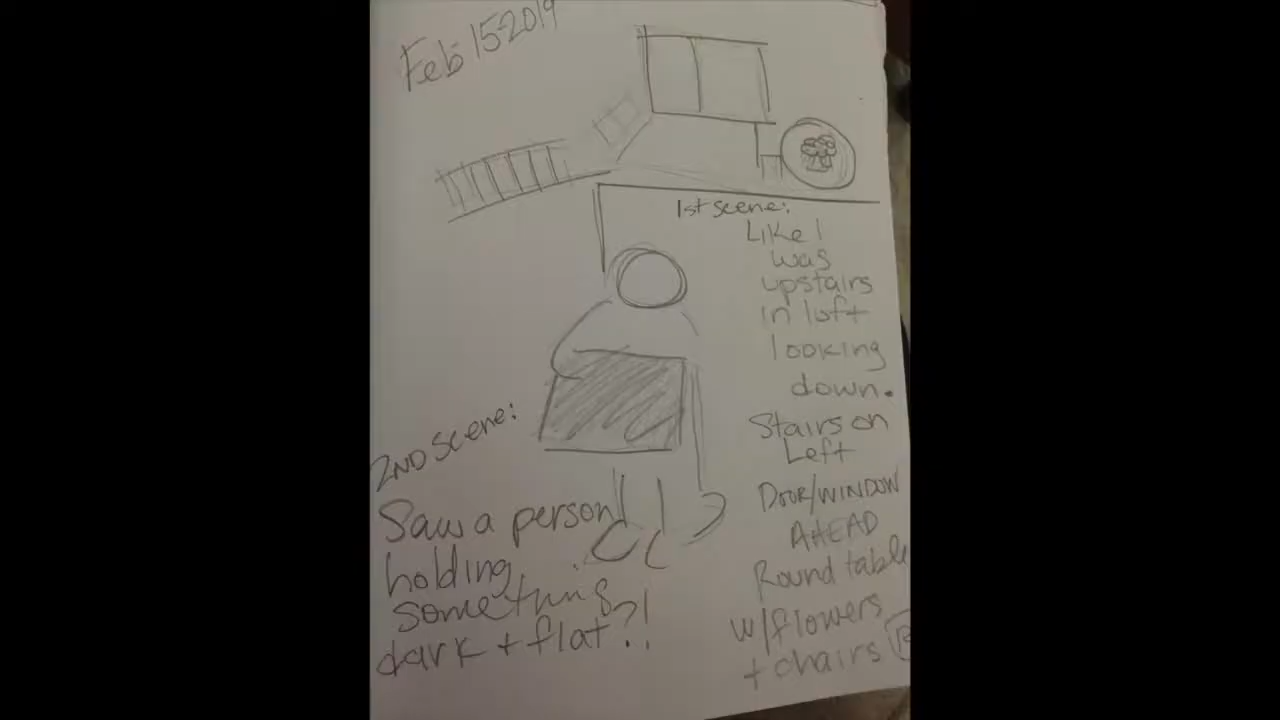 Feb 15 2019
1st scene:
Like I
was
upstairs
in loft
looking
down.
Stairs on
Left
Door/WINDOW
AHEAD
Round table
w/flowers
+ chairs
2ND Scene:
Saw a person
holding
something
dark + flat?!